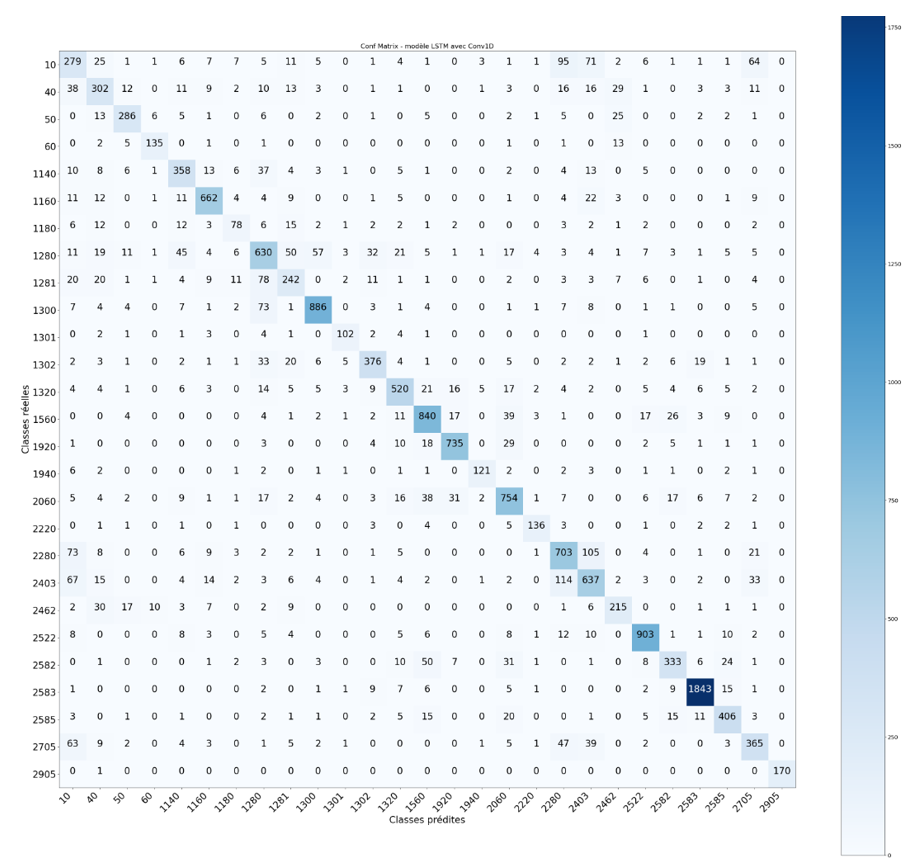 Conf Matrix - modèle LSTM avec Conv1D
10 279 25 1 1 6 7 7 5 11 5 0 1 4 1 0 3 1 1 95 71 2 6 1 1 1 64 0
40 38 302 12 0 11 9 2 10 13 3 0 1 1 0 0 1 3 0 16 16 29 1 0 3 3 11 0
50 0 13 286 6 5 1 0 6 0 2 0 1 0 5 0 0 2 1 5 0 25 0 0 2 2 1 0
60 0 2 5 135 0 1 0 1 0 0 0 0 0 0 0 0 1 0 1 0 13 0 0 0 0 0 0
1140 10 8 6 1 358 13 6 37 4 3 1 0 5 1 0 0 2 0 4 13 0 5 0 0 0 2 0
1160 11 12 0 1 11 662 4 4 9 0 0 1 5 0 0 0 1 0 4 22 3 0 0 0 1 9 0
1180 6 12 0 0 12 3 78 6 15 2 1 2 2 1 2 0 0 0 3 2 1 2 0 0 0 2 0
1280 11 19 11 1 45 4 6 630 50 57 3 32 21 5 1 1 17 4 3 4 1 7 3 1 5 5 0
1281 20 20 1 1 4 9 11 78 242 0 2 11 1 1 0 0 2 0 3 3 7 6 0 1 0 4 0
1300 7 4 4 0 7 1 2 73 1 886 0 3 1 4 0 0 1 1 7 8 0 1 1 0 0 5 0
1301 0 2 1 0 1 3 0 4 1 0 102 2 4 1 0 0 0 0 0 0 0 1 0 0 0 0 0
1302 2 3 1 0 2 1 1 33 20 6 5 376 4 1 0 0 5 0 2 2 1 2 6 19 1 1 0
1320 4 4 1 0 6 3 0 14 5 5 3 9 520 21 16 5 17 2 4 2 0 5 4 6 5 2 0
1560 0 0 4 0 0 0 0 4 1 2 1 2 11 840 17 0 39 3 1 0 0 17 26 3 9 0 0
1920 1 0 0 0 0 0 0 3 0 0 0 4 10 18 735 0 29 0 0 0 0 2 5 1 1 1 0
1940 6 2 0 0 0 0 1 2 0 1 1 0 1 1 0 121 2 0 2 3 0 1 1 0 2 1 0
2060 5 4 2 0 9 1 1 17 2 4 0 3 16 38 31 2 754 1 7 0 0 6 17 6 7 2 0
2220 0 1 1 0 1 0 1 0 0 0 0 3 0 4 0 0 5 136 3 0 0 1 0 2 2 1 0
2280 73 8 0 0 6 9 3 2 2 1 0 1 5 0 0 0 0 1 703 105 0 4 0 1 0 21 0
2403 67 15 0 0 4 14 2 3 6 4 0 1 4 2 0 1 2 0 114 637 2 3 0 2 0 33 0
2462 2 30 17 10 3 7 0 2 9 0 0 0 0 0 0 0 0 0 1 6 215 0 0 1 1 1 0
2522 8 0 0 0 8 3 0 5 4 0 0 0 5 6 0 0 8 1 12 10 0 903 1 1 10 2 0
2582 0 1 0 0 0 1 2 3 0 3 0 0 10 50 7 0 31 1 0 1 0 8 333 6 24 1 0
2583 1 0 0 0 0 0 0 2 0 1 1 9 7 6 0 0 5 1 0 0 0 2 9 1843 15 1 0
2585 3 0 1 0 1 0 0 2 1 1 0 2 5 15 0 0 20 0 0 1 0 5 15 11 406 3 0
2705 63 9 2 0 4 3 0 1 5 2 1 0 0 0 0 1 5 1 47 39 0 2 0 0 3 365 0
2905 0 1 0 0 0 0 0 0 0 0 0 0 0 0 0 0 0 0 0 0 0 0 0 0 0 0 170
10 40 50 60 1140 1160 1180 1280 1281 1300 1301 1302 1320 1560 1920 1940 2060 2220 2280 2403 2462 2522 2582 2583 2585 2705 2905
Classes prédites
Classes réelles
1750
1500
1250
1000
750
500
250
0